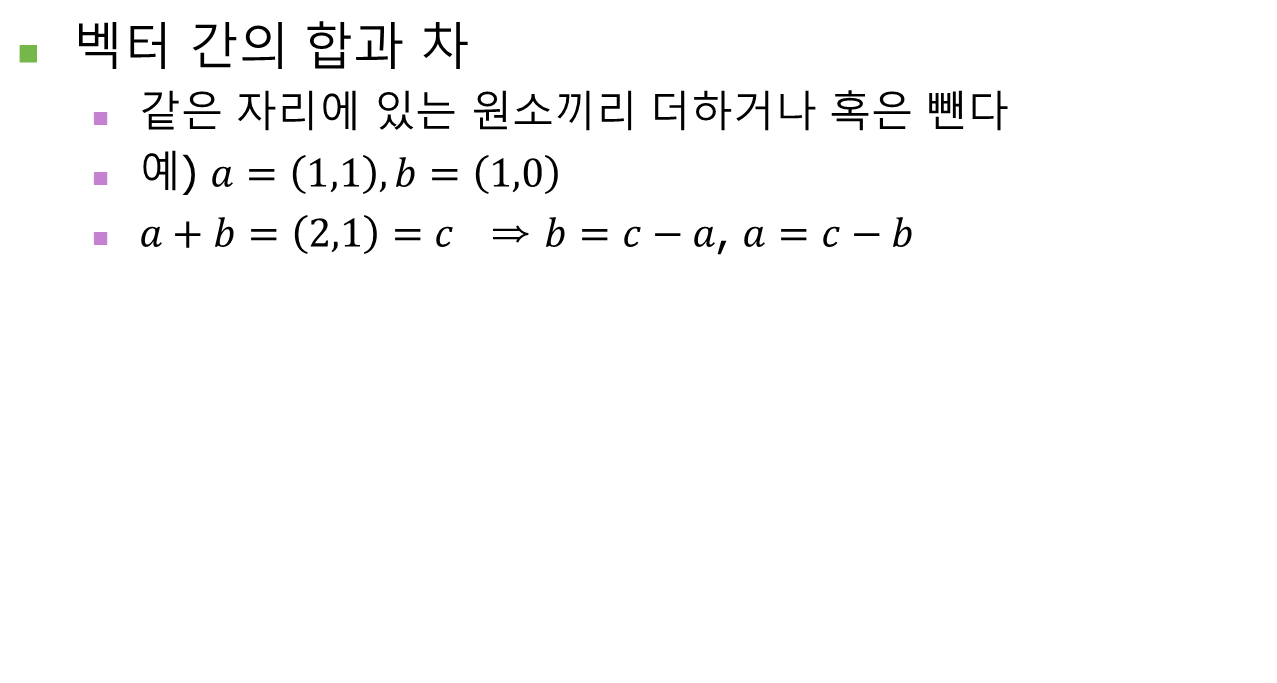 벡터 간의 합과 차
같은 자리에 있는 원소끼리 더하거나 혹은 뺀다
예) a = (1,1), b = (1,0)
a + b = (2,1) = c ⇒ b = c − a, a = c − b